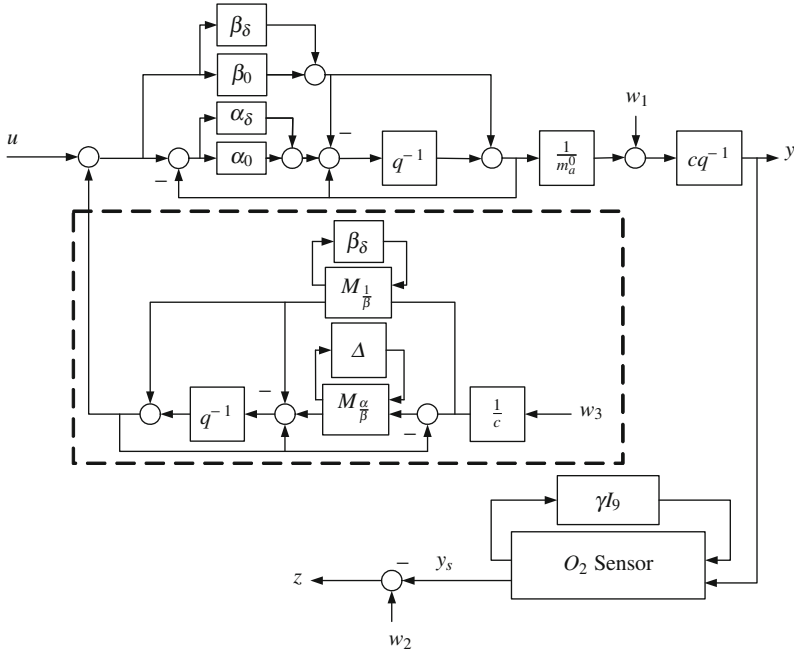 β_δ
β_0
α_δ
α_0
u
−
−
q^{-1}
1/m_a^0
w_1
cq^{-1}
y
β_δ
M_{1/β}
Δ
M_{α/β}
−
q^{-1}
−
1/c
w_3
γI_9
O_2 Sensor
y_s
−
z
w_2